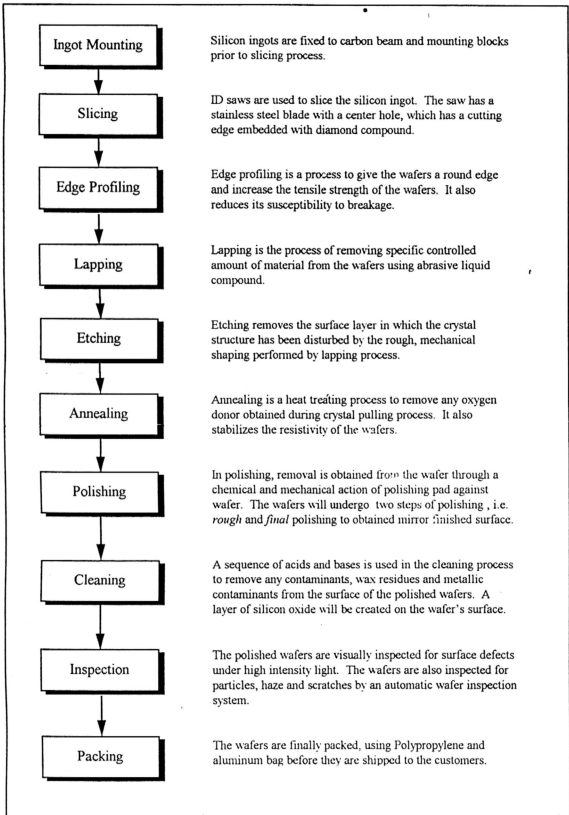 Ingot Mounting
Silicon ingots are fixed to carbon beam and mounting blocks
prior to slicing process.
Slicing
ID saws are used to slice the silicon ingot. The saw has a
stainless steel blade with a center hole, which has a cutting
edge embedded with diamond compound.
Edge Profiling
Edge profiling is a process to give the wafers a round edge
and increase the tensile strength of the wafers. It also
reduces its susceptibility to breakage.
Lapping
Lapping is the process of removing specific controlled
amount of material from the wafers using abrasive liquid
compound.
Etching
Etching removes the surface layer in which the crystal
structure has been disturbed by the rough, mechanical
shaping performed by lapping process.
Annealing
Annealing is a heat treating process to remove any oxygen
donor obtained during crystal pulling process. It also
stabilizes the resistivity of the wafers.
Polishing
In polishing, removal is obtained from the wafer through a
chemical and mechanical action of polishing pad against
wafer. The wafers will undergo two steps of polishing , i.e.
rough and final polishing to obtained mirror finished surface.
Cleaning
A sequence of acids and bases is used in the cleaning process
to remove any contaminants, wax residues and metallic
contaminants from the surface of the polished wafers. A
layer of silicon oxide will be created on the wafer's surface.
Inspection
The polished wafers are visually inspected for surface defects
under high intensity light. The wafers are also inspected for
particles, haze and scratches by an automatic wafer inspection
system.
Packing
The wafers are finally packed, using Polypropylene and
aluminum bag before they are shipped to the customers.